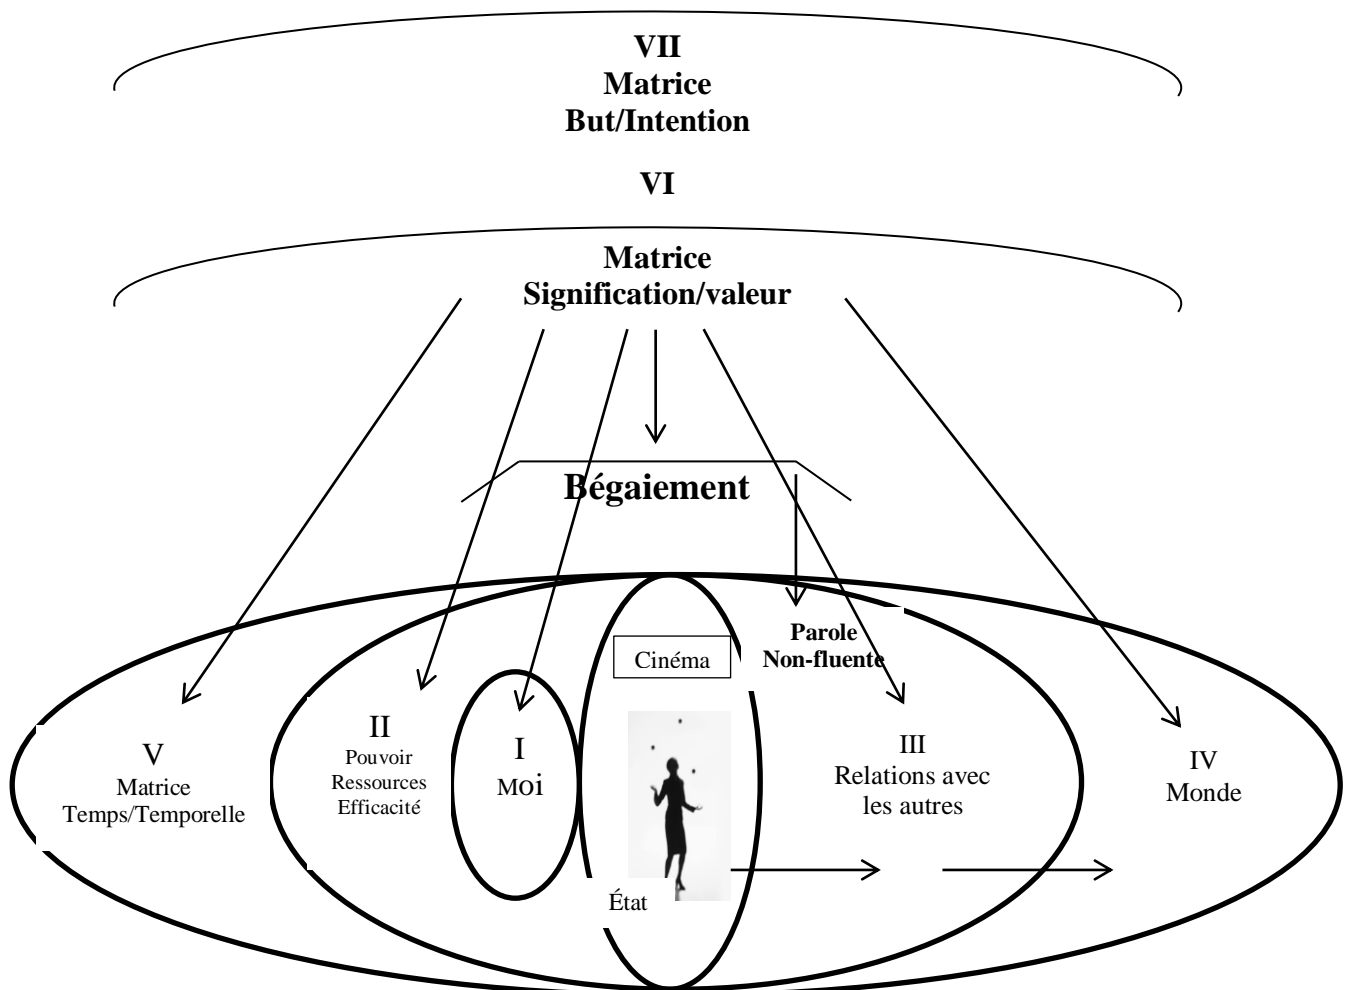 VII
Matrice
But/Intention
VI
Matrice
Signification/valeur
Bégaiement
Parole
Non-fluente
Cinéma
V
Matrice
Temps/Temporelle
II
Pouvoir
Ressources
Efficacité
I
Moi
III
Relations avec
les autres
IV
Monde
État